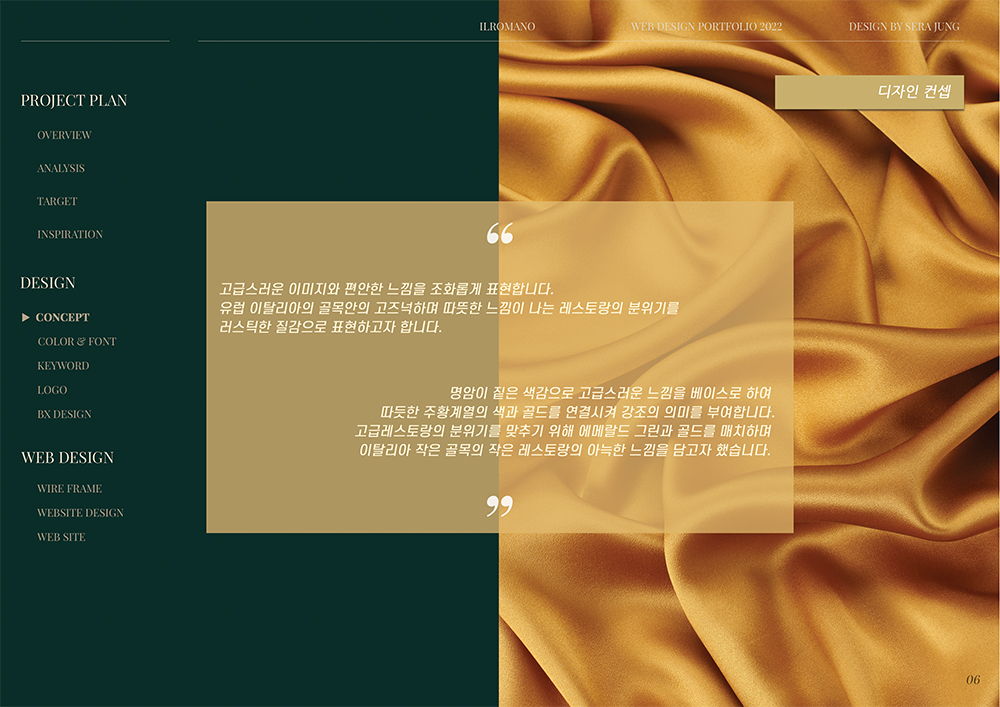 ILROMANO
WEB DESIGN PORTFOLIO 2022
DESIGN BY SERA JUNG
디자인 컨셉
PROJECT PLAN
OVERVIEW
ANALYSIS
TARGET
INSPIRATION
DESIGN
▶ CONCEPT
COLOR & FONT
KEYWORD
LOGO
BX DESIGN
WEB DESIGN
WIRE FRAME
WEBSITE DESIGN
WEB SITE
“
고급스러운 이미지와 편안한 느낌을 조화롭게 표현합니다.
유럽 이탈리아의 골목안의 고즈넉하며 따뜻한 느낌이 나는 레스토랑의 분위기를
러스틱한 질감으로 표현하고자 합니다.
명암이 짙은 색감으로 고급스러운 느낌을 베이스로 하여
따듯한 주황계열의 색과 골드를 연결시켜 강조의 의미를 부여합니다.
고급레스토랑의 분위기를 맞추기 위해 에메랄드 그린과 골드를 매치하며
이탈리아 작은 골목의 작은 레스토랑의 아늑한 느낌을 담고자 했습니다.
”
06